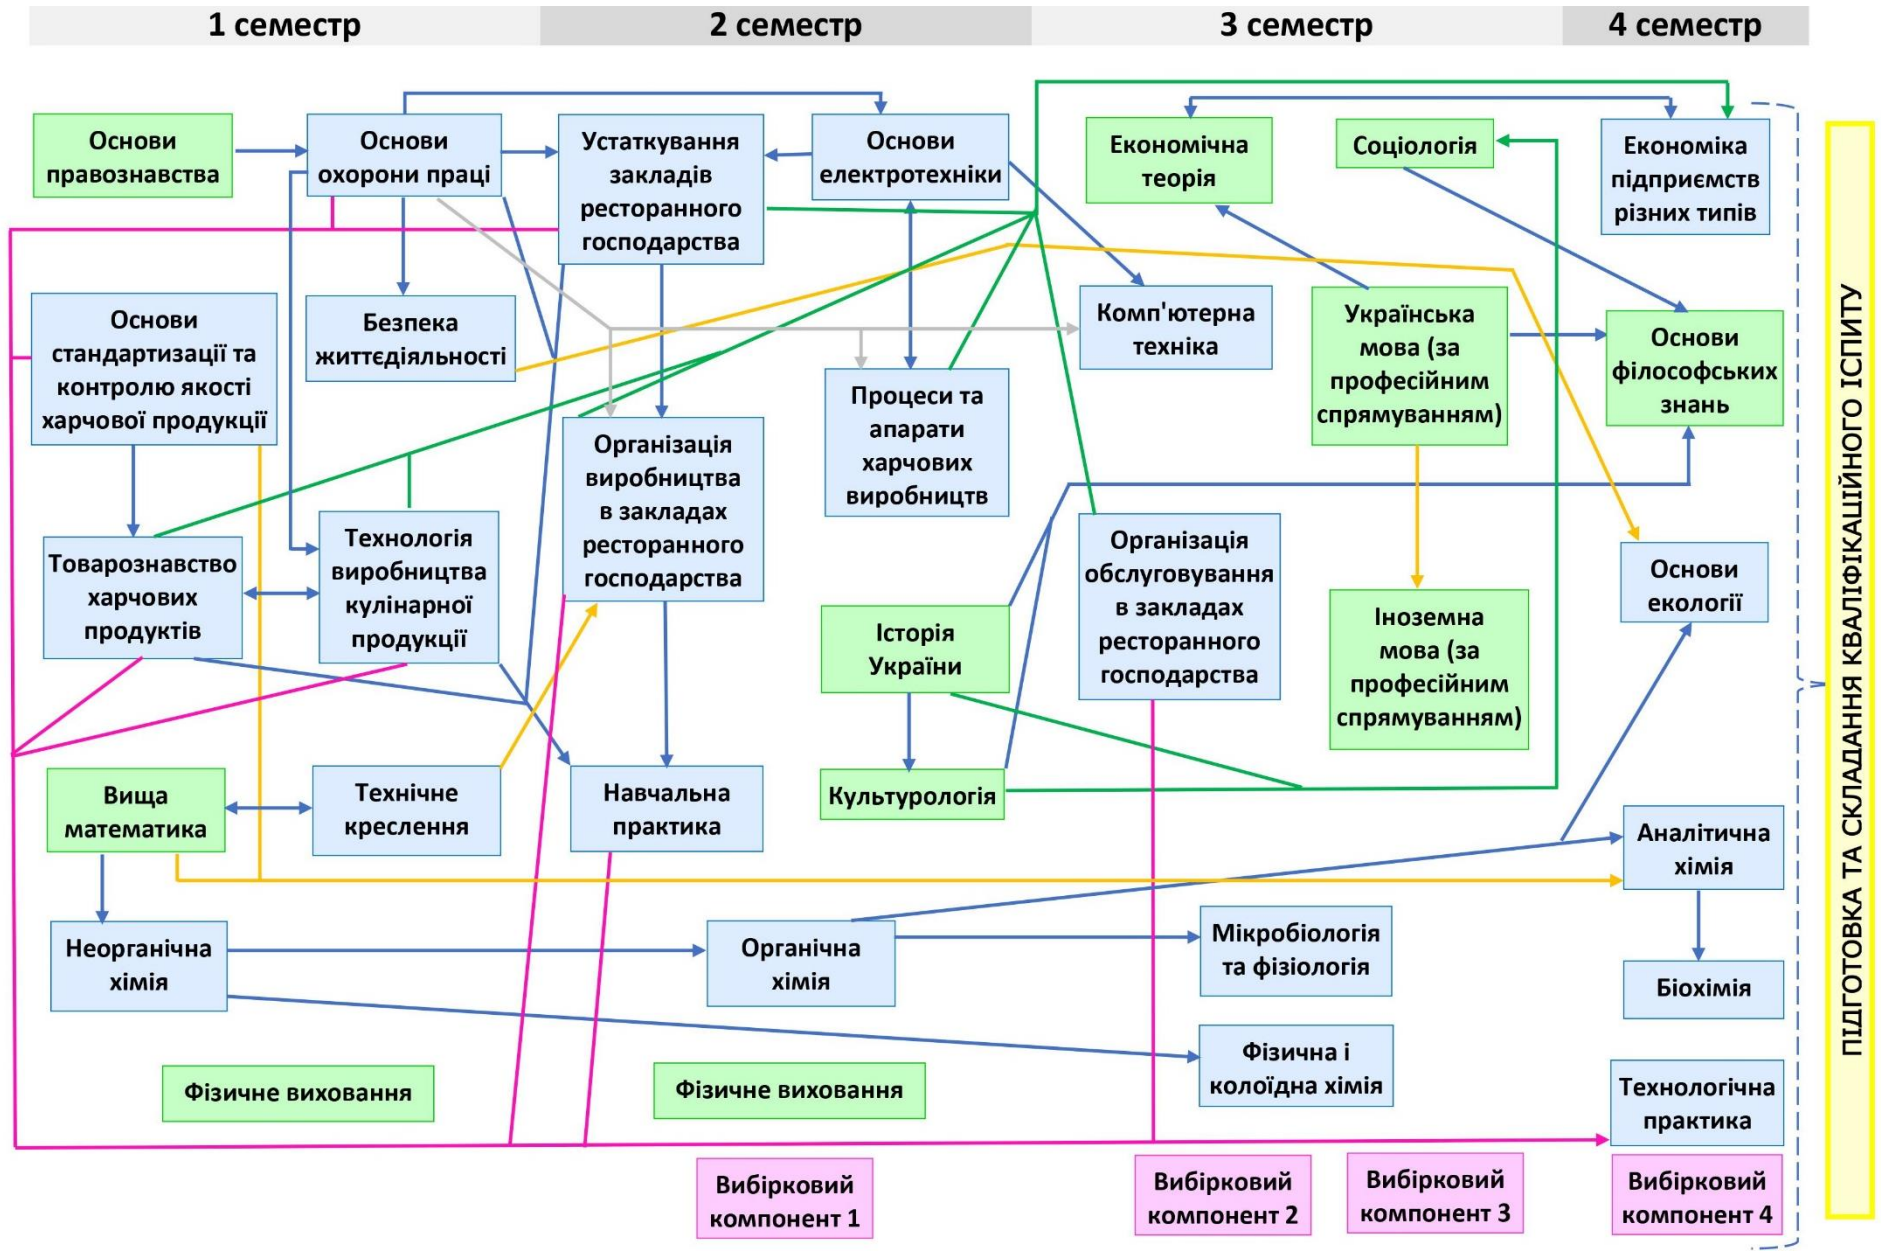 1 семестр
2 семестр
3 семестр
4 семестр
Основи
правознавства
Основи
охорони праці
Основи
стандартизації та
контролю якості
харчової продукції
Безпека
життєдіяльності
Товарознавство
харчових
продуктів
Технологія
виробництва
кулінарної
продукції
Вища
математика
Технічне
креслення
Неорганічна
хімія
Фізичне виховання
Устаткування
закладів
ресторанного
господарства
Основи
електротехніки
Організація
виробництва
в закладах
ресторанного
господарства
Процеси та
апарати
харчових
виробництв
Історія
України
Навчальна
практика
Культурологія
Органічна
хімія
Фізичне виховання
Вибірковий
компонент 1
Економічна
теорія
Соціологія
Комп'ютерна
техніка
Українська
мова (за
професійним
спрямуванням)
Організація
обслуговування
в закладах
ресторанного
господарства
Іноземна
мова (за
професійним
спрямуванням)
Мікробіологія
та фізіологія
Фізична і
колоїдна хімія
Вибірковий
компонент 2
Вибірковий
компонент 3
Економіка
підприємств
різних типів
Основи
філософських
знань
Основи
екології
Аналітична
хімія
Біохімія
Технологічна
практика
Вибірковий
компонент 4
ПІДГОТОВКА ТА СКЛАДАННЯ КВАЛІФІКАЦІЙНОГО ІСПИТУ